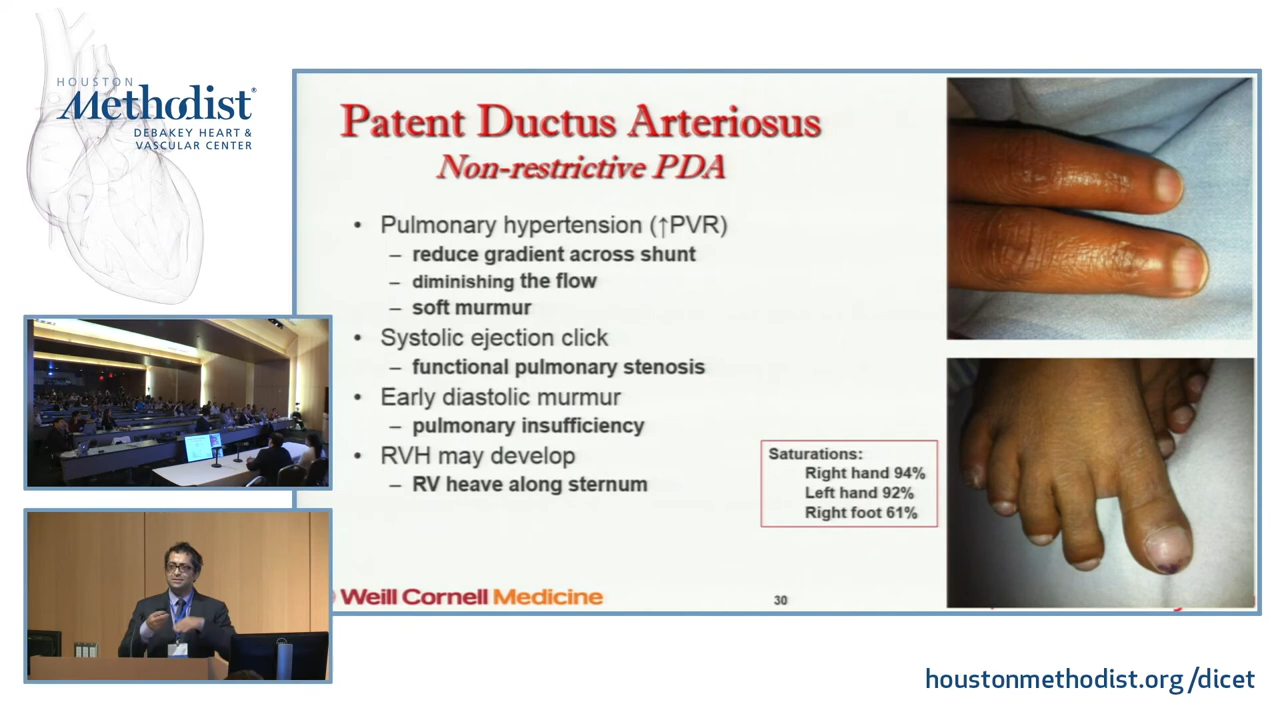 HOUSTON
Methodist®
DEBAKEY HEART &
VASCULAR CENTER
Patent Ductus Arteriosus
Non-restrictive PDA
• Pulmonary hypertension (↑PVR)
– reduce gradient across shunt
– diminishing the flow
– soft murmur
• Systolic ejection click
– functional pulmonary stenosis
• Early diastolic murmur
– pulmonary insufficiency
• RVH may develop
– RV heave along sternum
Saturations:
Right hand 94%
Left hand 92%
Right foot 61%
Weill Cornell Medicine
30
houstonmethodist.org/dicet